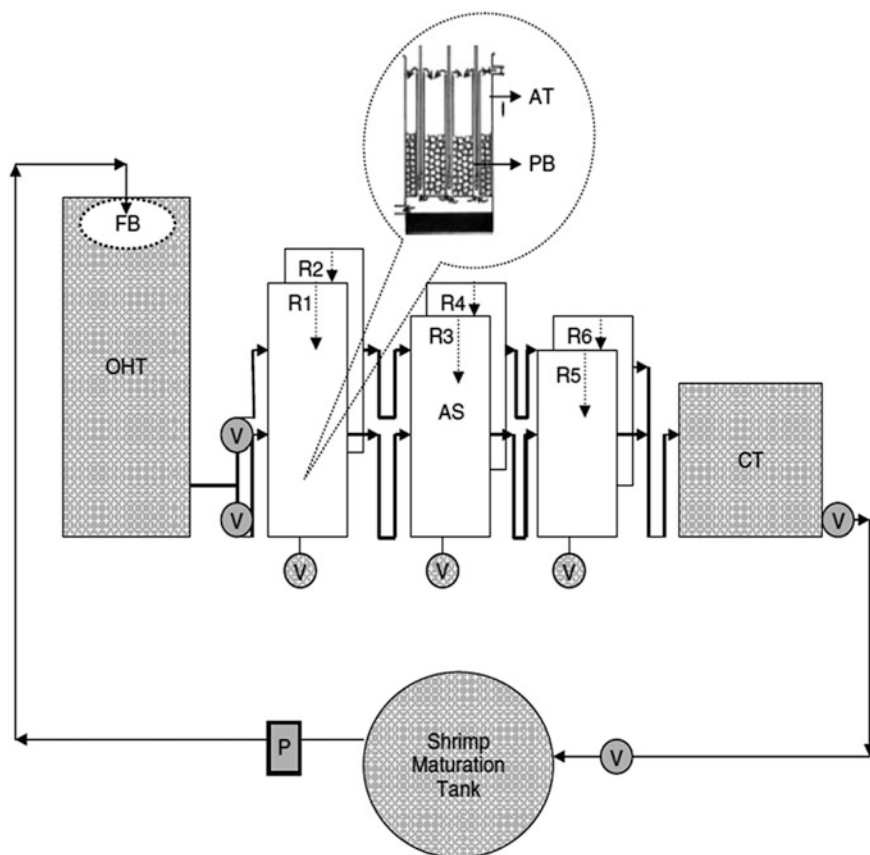 AT
PB
FB
R2
R1
R4
R3
R6
R5
OHT
AS
V
CT
V
V
V
V
V
P
Shrimp
Maturation
Tank
V